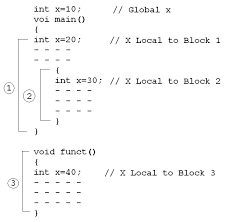 int x=10; // Global x
voi main()
{
int x=20; // X Local to Block 1
- - - -
- - - -
{
int x=30; // X Local to Block 2
- - - -
- - - -
- - - -
}
}
void funct()
{
int x=40; // X Local to Block 3
- - - - -
- - - - -
- - - - -
}
1
2
3